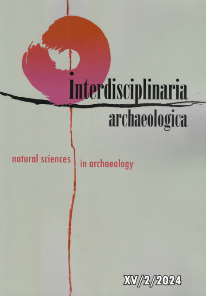 interdisciplinaria
archaeologica
natural sciences in archaeology
XV/2/2024